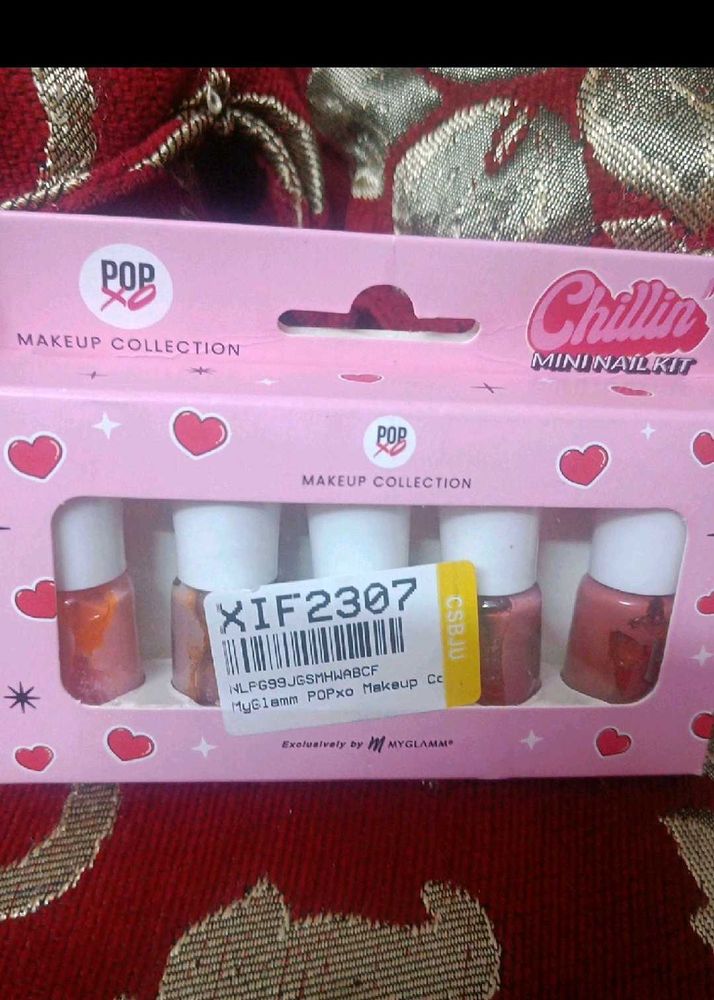 POP
XO
MAKEUP COLLECTION
Chillin'
MINI NAIL KIT
POP
XO
MAKEUP COLLECTION
XIF2307
CSBJU
NLPG99JGSMHWABCF
MyGlamm POPxo Makeup Co
Exclusively by M MYGLAMM®